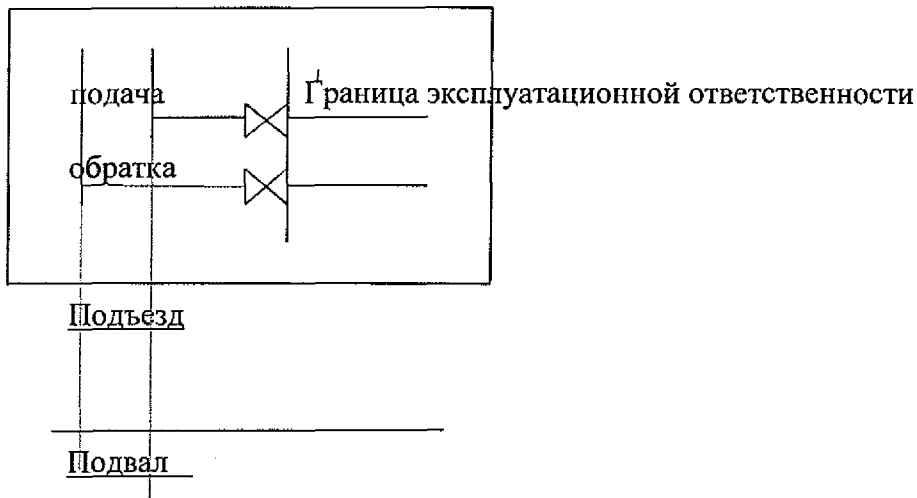 подача
Граница эксплуатационной ответственности
обратка
Подъезд
Подвал